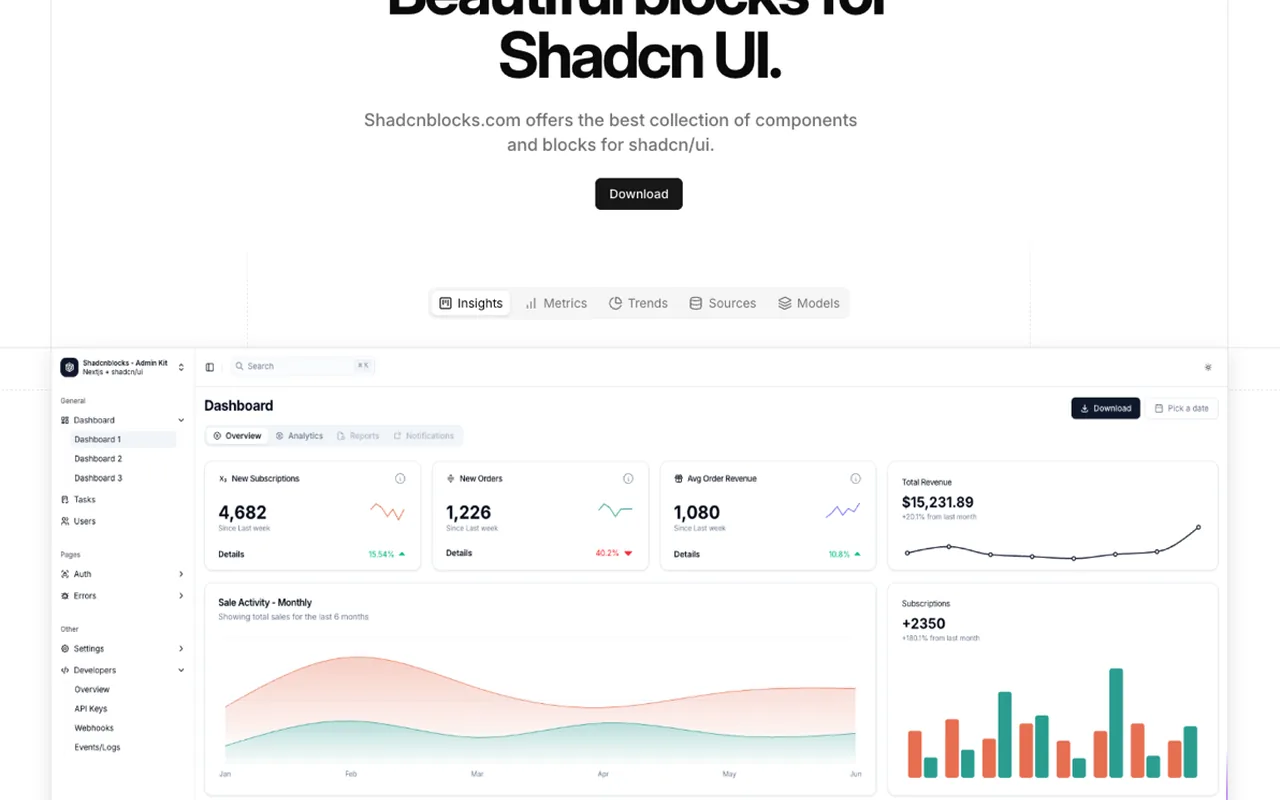 Beautiful blocks for
Shadcn UI.
Shadcnblocks.com offers the best collection of components
and blocks for shadcn/ui.
Download
Insights
Metrics
Trends
Sources
Models
Shadcnblocks - Admin Kit
Nextjs + shadcn/ui
Search
⌘ K
General
Dashboard
Dashboard 1
Dashboard 2
Dashboard 3
Tasks
Users
Pages
Auth
Errors
Other
Settings
Developers
Overview
API Keys
Webhooks
Events/Logs
Dashboard
Download
Pick a date
Overview
Analytics
Reports
Notifications
New Subscriptions
4,682
Since Last week
Details
15.54%
New Orders
1,226
Since Last week
Details
40.2%
Avg Order Revenue
1,080
Since Last week
Details
10.8%
Total Revenue
$15,231.89
+20.1% from last month
Sale Activity - Monthly
Showing total sales for the last 6 months
Jan
Feb
Mar
Apr
May
Jun
Subscriptions
+2350
+180.1% from last month